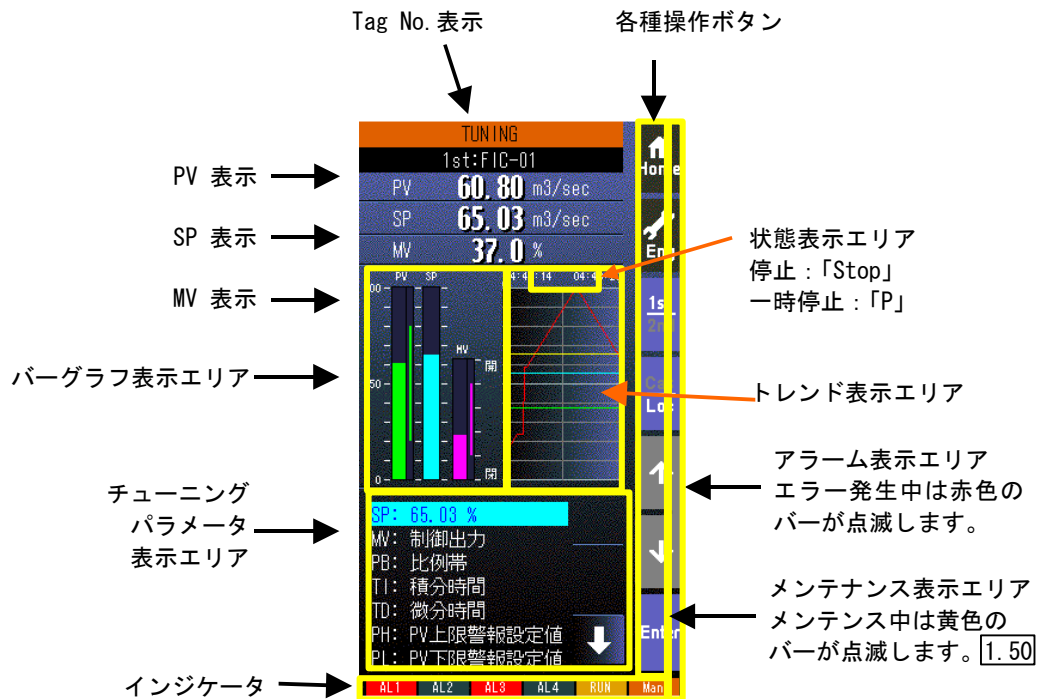 Tag No.表示
各種操作ボタン
TUNING
1st:FIC-01
PV 60.80 m3/sec
SP 65.03 m3/sec
MV 37.0 %
PV 表示
SP 表示
MV 表示
バーグラフ表示エリア
チューニング
パラメータ
表示エリア
インジケータ
PV SP
MV
開
50
0
閉
Home
Eng
1st
2nd
Cas
Loc
Enter
SP: 65.03 %
MV: 制御出力
PB: 比例帯
TI: 積分時間
TD: 微分時間
PH: PV上限警報設定値
PL: PV下限警報設定値
AL1 AL2 AL3 AL4 RUN Man
状態表示エリア
停止：「Stop」
一時停止：「P」
トレンド表示エリア
アラーム表示エリア
エラー発生中は赤色の
バーが点滅します。
メンテナンス表示エリア
メンテンス中は黄色の
バーが点滅します。1.50